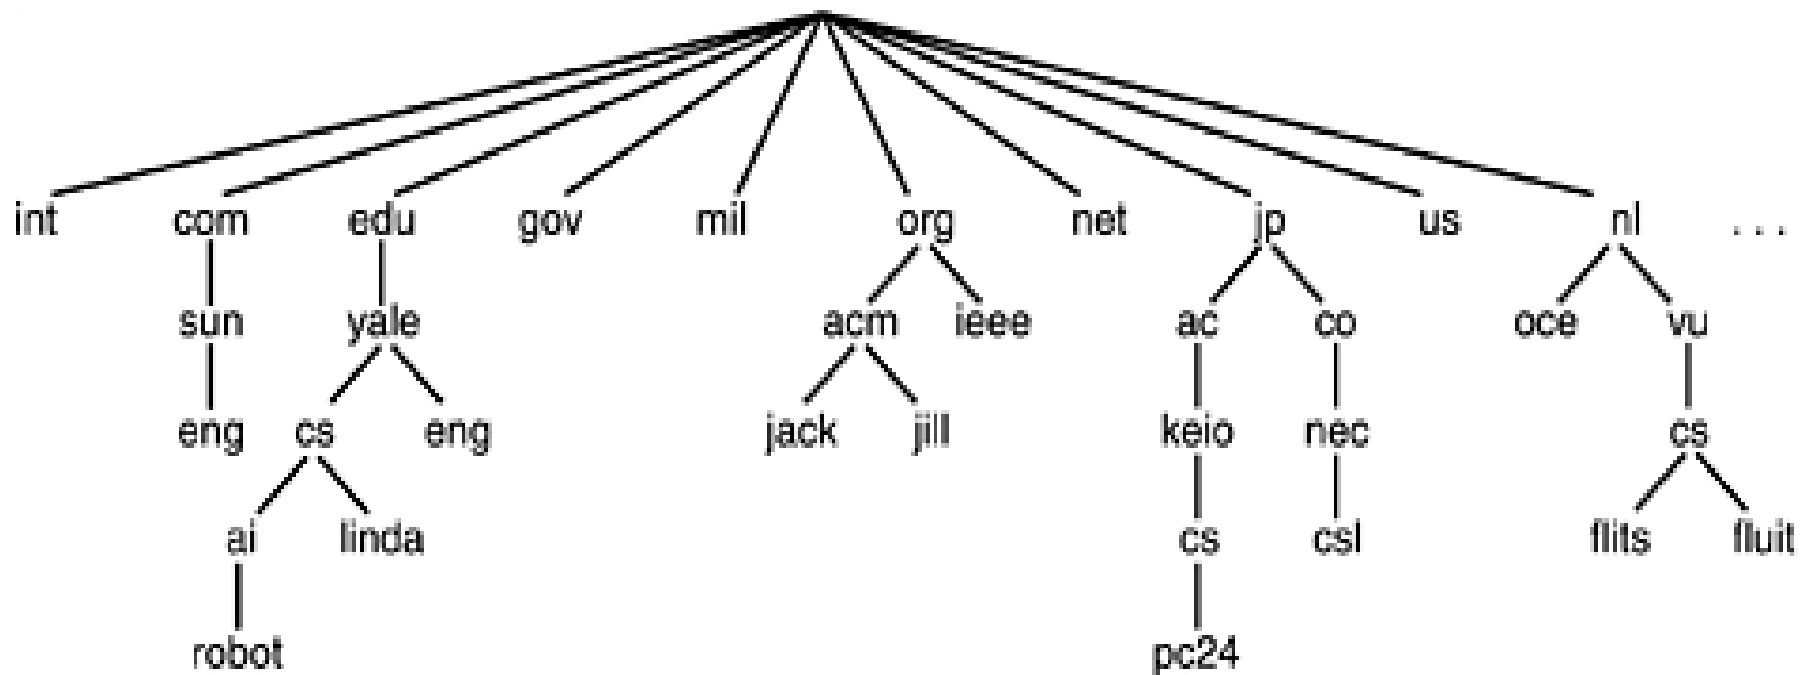 int com edu gov mil org net jp us nl ...
sun yale acm ieee ac co oce vu
eng cs eng jack jill keio nec cs
ai linda cs csl flits fluit
robot pc24